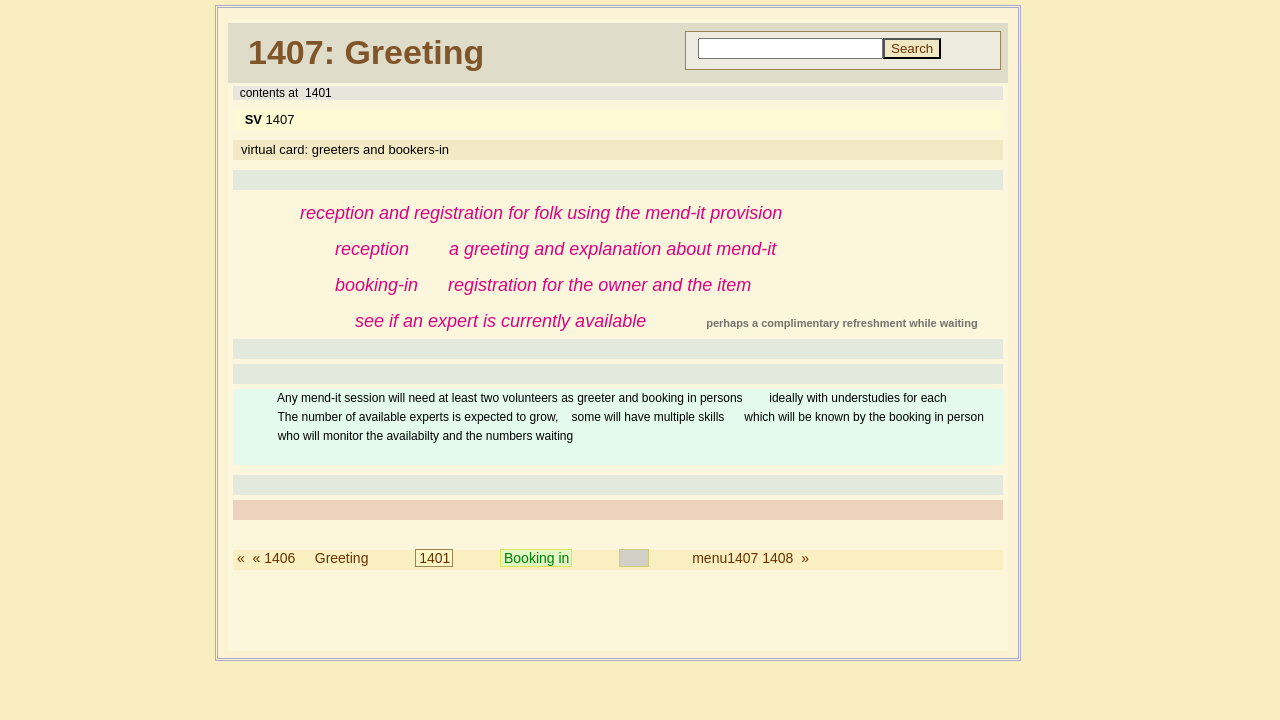 1407: Greeting
Search
contents at 1401
SV 1407
virtual card: greeters and bookers-in
reception and registration for folk using the mend-it provision
reception a greeting and explanation about mend-it
booking-in registration for the owner and the item
see if an expert is currently available perhaps a complimentary refreshment while waiting
Any mend-it session will need at least two volunteers as greeter and booking in persons ideally with understudies for each
The number of available experts is expected to grow, some will have multiple skills which will be known by the booking in person
who will monitor the availabilty and the numbers waiting
« « 1406 Greeting 1401 Booking in menu1407 1408 »